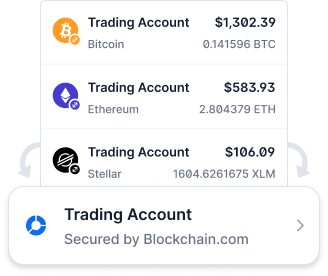 Trading Account $1,302.39
Bitcoin 0.141596 BTC
Trading Account $583.93
Ethereum 2.804379 ETH
Trading Account $106.09
Stellar 1604.6261675 XLM
Trading Account
Secured by Blockchain.com